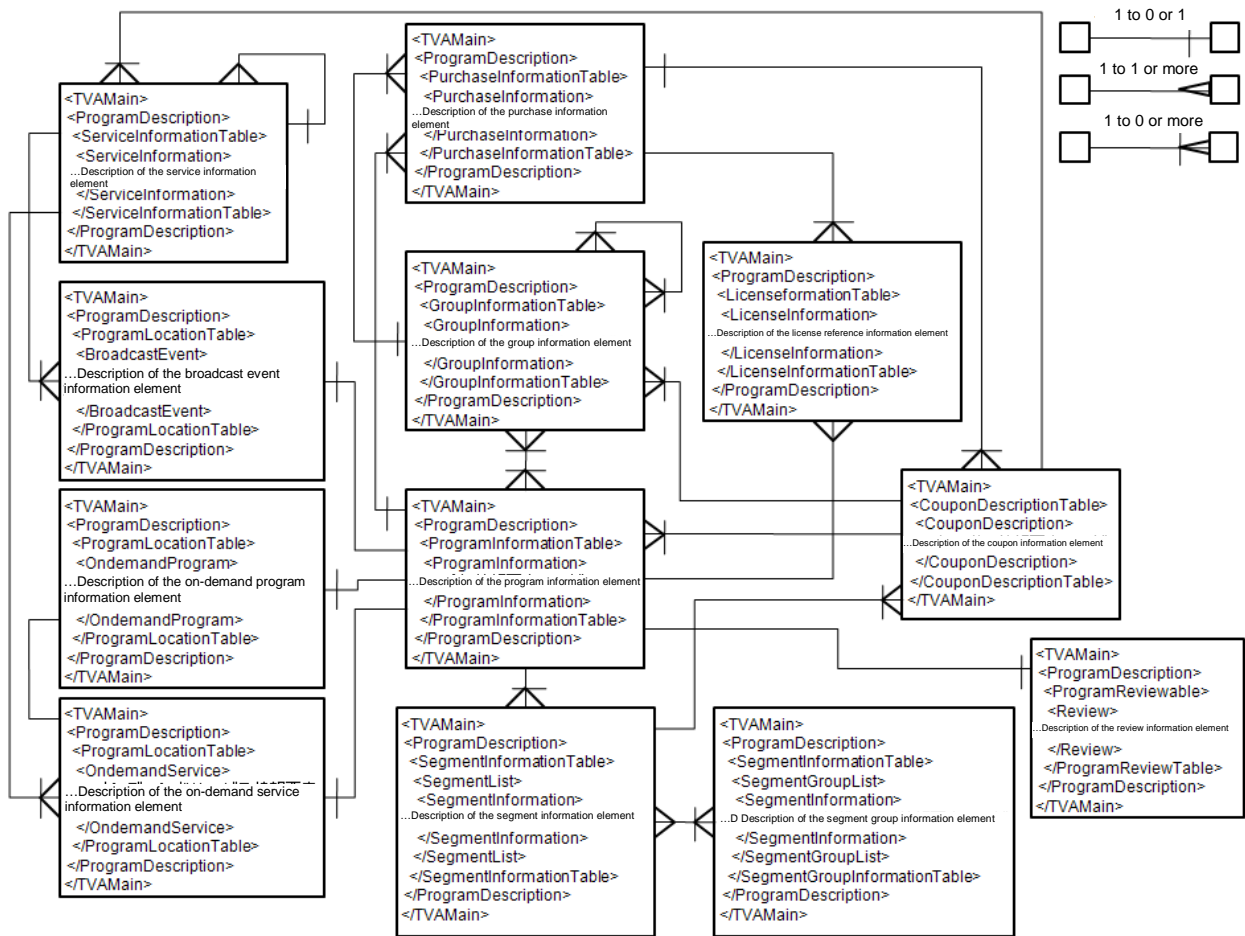 1 to 0 or 1
1 to 1 or more
1 to 0 or more
<TVAMain>
<ProgramDescription>
<ServiceInformationTable>
<ServiceInformation>
…Description of the service information
element
</ServiceInformation>
</ServiceInformationTable>
</ProgramDescription>
</TVAMain>
<TVAMain>
<ProgramDescription>
<PurchaseInformationTable>
<PurchaseInformation>
…Description of the purchase information
element
</PurchaseInformation>
</PurchaseInformationTable>
</ProgramDescription>
</TVAMain>
<TVAMain>
<ProgramDescription>
<GroupInformationTable>
<GroupInformation>
…Description of the group information element
</GroupInformation>
</GroupInformationTable>
</ProgramDescription>
</TVAMain>
<TVAMain>
<ProgramDescription>
<LicenseformationTable>
<LicenseInformation>
…Description of the license reference information element
</LicenseInformation>
</LicenseInformationTable>
</ProgramDescription>
</TVAMain>
<TVAMain>
<ProgramDescription>
<ProgramLocationTable>
<BroadcastEvent>
…Description of the broadcast event
information element
</BroadcastEvent>
</ProgramLocationTable>
</ProgramDescription>
</TVAMain>
<TVAMain>
<ProgramDescription>
<ProgramLocationTable>
<OndemandProgram>
…Description of the on-demand program
information element
</OndemandProgram>
</ProgramLocationTable>
</ProgramDescription>
</TVAMain>
<TVAMain>
<ProgramDescription>
<ProgramInformationTable>
<ProgramInformation>
…Description of the program information element
</ProgramInformation>
</ProgramInformationTable>
</ProgramDescription>
</TVAMain>
<TVAMain>
<CouponDescriptionTable>
<CouponDescription>
…Description of the coupon information element
</CouponDescription>
</CouponDescriptionTable>
</TVAMain>
<TVAMain>
<ProgramDescription>
<ProgramReviewable>
<Review>
…Description of the review information element
</Review>
</ProgramReviewTable>
</ProgramDescription>
</TVAMain>
<TVAMain>
<ProgramDescription>
<ProgramLocationTable>
<OndemandService>
…Description of the on-demand service
information element
</OndemandService>
</ProgramLocationTable>
</ProgramDescription>
</TVAMain>
<TVAMain>
<ProgramDescription>
<SegmentInformationTable>
<SegmentList>
<SegmentInformation>
…Description of the segment information element
</SegmentInformation>
</SegmentList>
</SegmentInformationTable>
</ProgramDescription>
</TVAMain>
<TVAMain>
<ProgramDescription>
<SegmentInformationTable>
<SegmentGroupList>
<SegmentInformation>
…D Description of the segment group information element
</SegmentInformation>
</SegmentGroupList>
</SegmentGroupInformationTable>
</ProgramDescription>
</TVAMain>